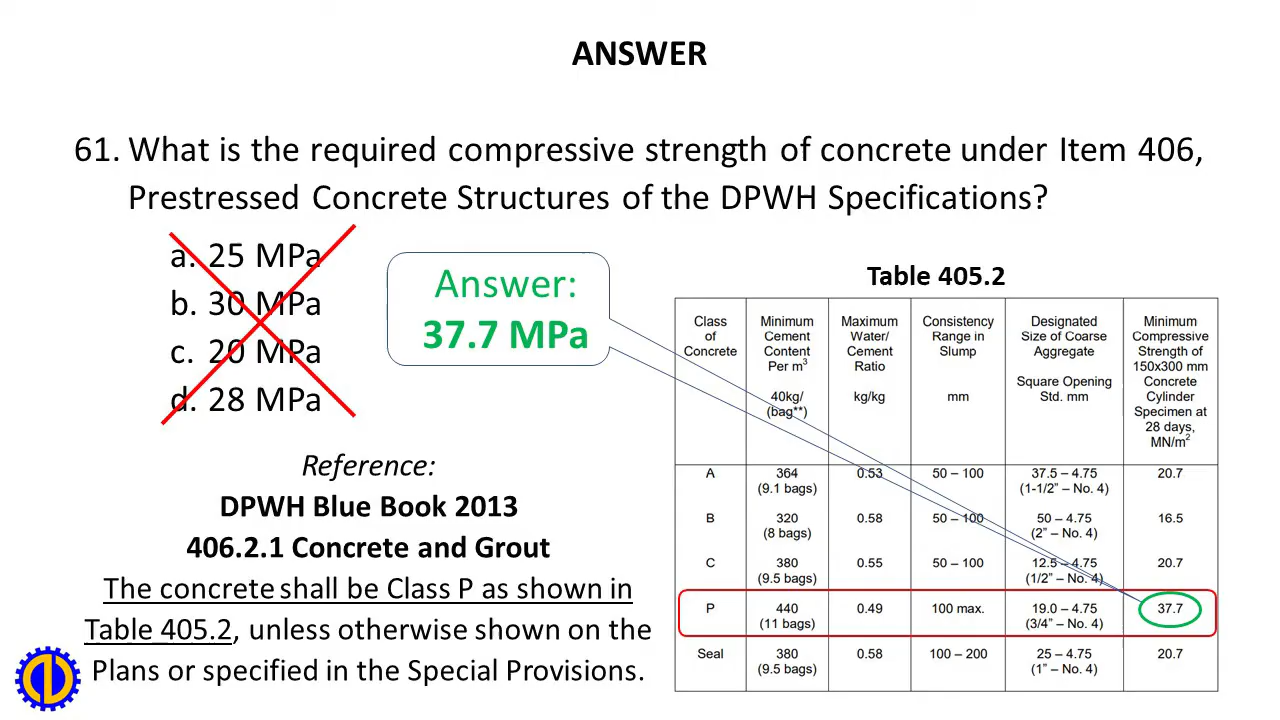 ANSWER
61. What is the required compressive strength of concrete under Item 406,
Prestressed Concrete Structures of the DPWH Specifications?
a. 25 MPa
b. 30 MPa
c. 20 MPa
d. 28 MPa
Answer:
37.7 MPa
Reference:
DPWH Blue Book 2013
406.2.1 Concrete and Grout
The concrete shall be Class P as shown in
Table 405.2, unless otherwise shown on the
Plans or specified in the Special Provisions.
Table 405.2
Class
of
Concrete
Minimum
Cement
Content
Per m³
40kg/
(bag**)
Maximum
Water/
Cement
Ratio
kg/kg
Consistency
Range in
Slump
mm
Designated
Size of Coarse
Aggregate
Square Opening
Std. mm
Minimum
Compressive
Strength of
150x300 mm
Concrete
Cylinder
Specimen at
28 days,
MN/m²
A 364 0.53 50 – 100 37.5 – 4.75 20.7
(9.1 bags) (1-1/2” – No. 4)
B 320 0.58 50 – 100 50 – 4.75 16.5
(8 bags) (2” – No. 4)
C 380 0.55 50 – 100 12.5 – 4.75 20.7
(9.5 bags) (1/2” – No. 4)
P 440 0.49 100 max. 19.0 – 4.75 37.7
(11 bags) (3/4” – No. 4)
Seal 380 0.58 100 – 200 25 – 4.75 20.7
(9.5 bags) (1” – No. 4)